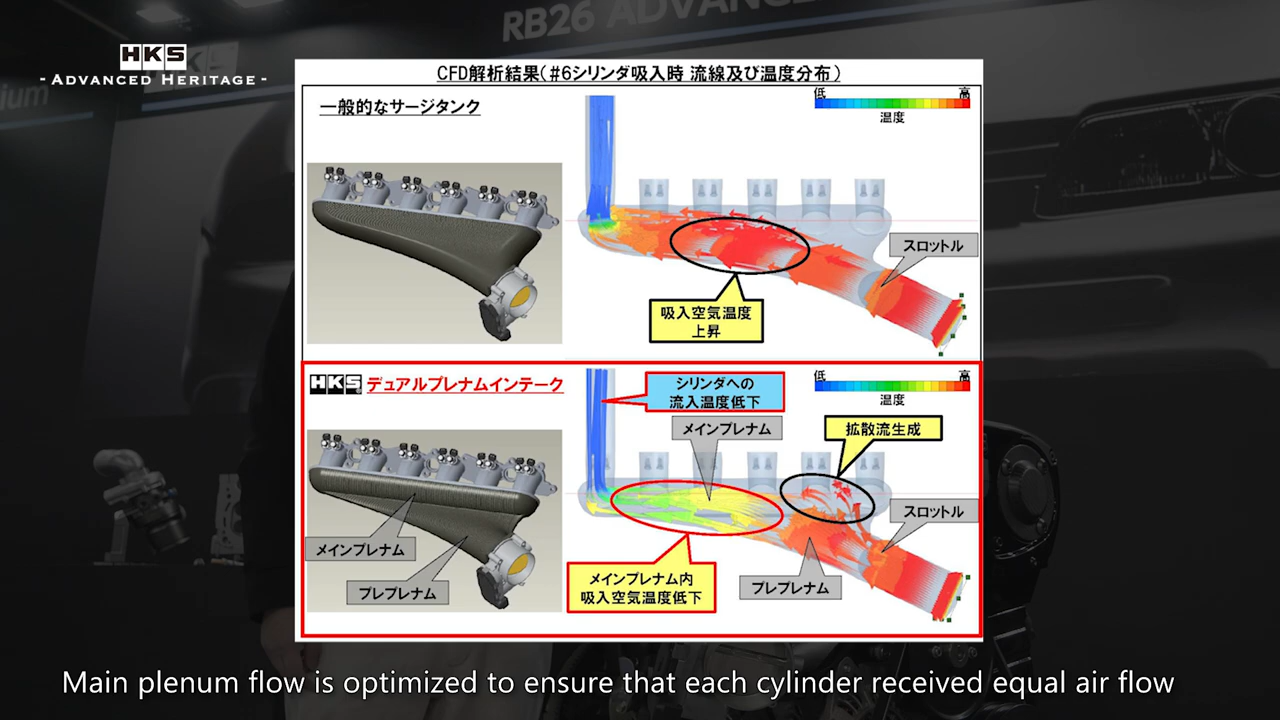 RB26 ADVANCE
HKS
- ADVANCED HERITAGE -
CFD解析結果(#6シリンダ吸入時 流線及び温度分布)
一般的なサージタンク
低
高
温度
スロットル
吸入空気温度
上昇
HKS デュアルプレナムインテーク
シリンダへの
流入温度低下
低
高
温度
メインプレナム
拡散流生成
スロットル
メインプレナム
プレプレナム
メインプレナム内
吸入空気温度低下
プレプレナム
Main plenum flow is optimized to ensure that each cylinder received equal air flow